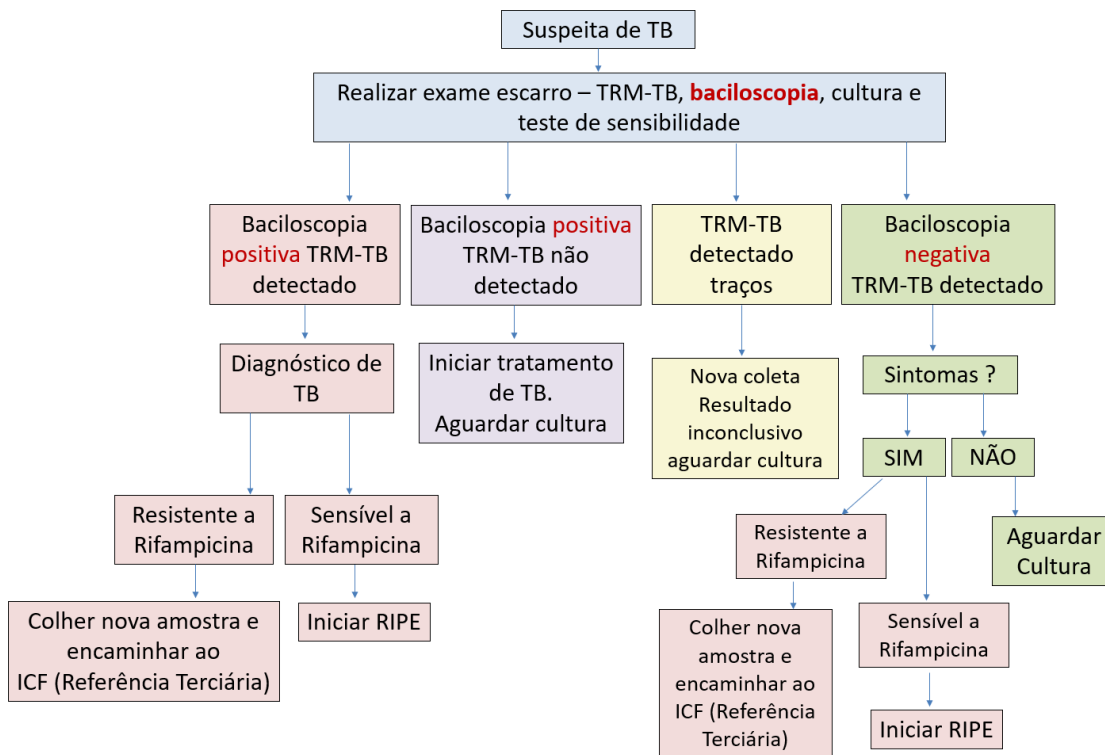 Suspeita de TB
Realizar exame escarro – TRM-TB, baciloscopia, cultura e
teste de sensibilidade
Baciloscopia
positiva TRM-TB
detectado
Baciloscopia positiva
TRM-TB não
detectado
TRM-TB
detectado
traços
Baciloscopia
negativa
TRM-TB detectado
Diagnóstico de
TB
Iniciar tratamento
de TB.
Aguardar cultura
Nova coleta
Resultado
inconclusivo
aguardar cultura
Sintomas ?
SIM
NÃO
Resistente a
Rifampicina
Sensível a
Rifampicina
Resistente a
Rifampicina
Aguardar
Cultura
Colher nova amostra e
encaminhar ao
ICF (Referência Terciária)
Iniciar RIPE
Colher nova
amostra e
encaminhar ao
ICF (Referência
Terciária)
Sensível a
Rifampicina
Iniciar RIPE